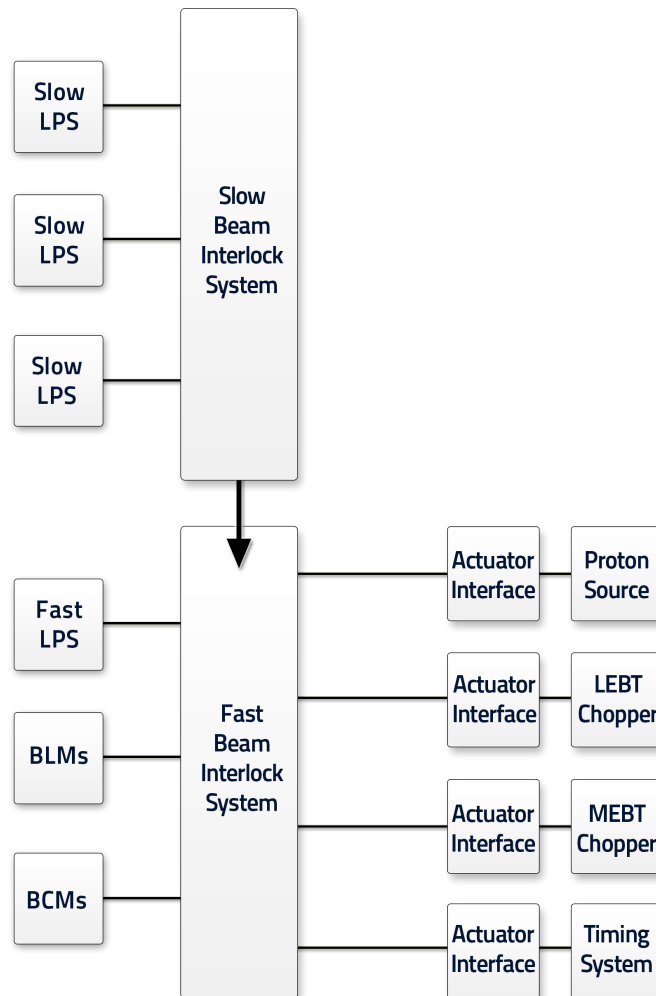 Slow
LPS
Slow
LPS
Slow
LPS
Slow
Beam
Interlock
System
Fast
LPS
BLMs
BCMs
Fast
Beam
Interlock
System
Actuator
Interface
Proton
Source
Actuator
Interface
LEBT
Chopper
Actuator
Interface
MEBT
Chopper
Actuator
Interface
Timing
System